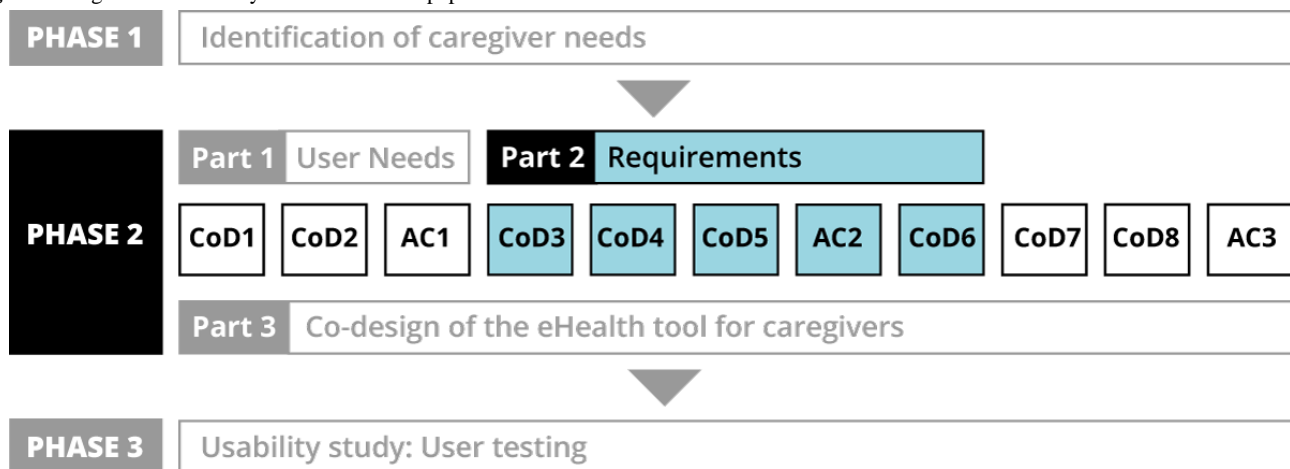 PHASE 1 Identification of caregiver needs
Part 1 User Needs Part 2 Requirements
PHASE 2 CoD1 CoD2 AC1 CoD3 CoD4 CoD5 AC2 CoD6 CoD7 CoD8 AC3
Part 3 Co-design of the eHealth tool for caregivers
PHASE 3 Usability study: User testing